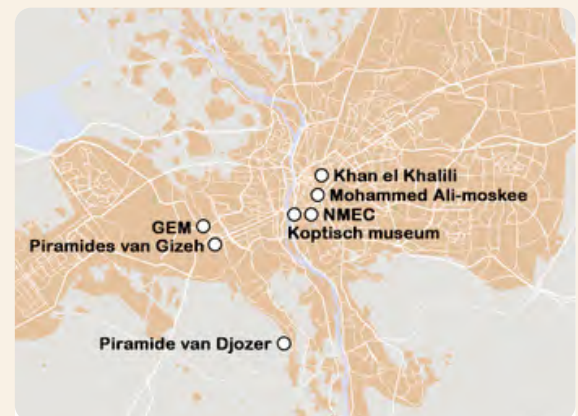 Khan el Khalili
Mohammed Ali-moskee
NMEC
Koptisch museum
GEM
Piramides van Gizeh
Piramide van Djozer